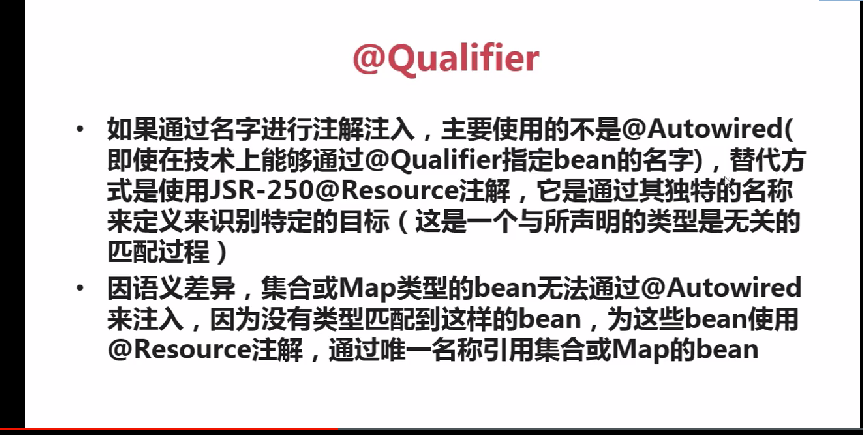 @Qualifier
• 如果通过名字进行注解注入，主要使用的不是@Autowired(
即使在技术上能够通过@Qualifier指定bean的名字)，替代方
式是使用JSR-250@Resource注解，它是通过其独特的名称
来定义来识别特定的目标（这是一个与所声明的类型是无关的
匹配过程）
• 因语义差异，集合或Map类型的bean无法通过@Autowired
来注入，因为没有类型匹配到这样的bean，为这些bean使用
@Resource注解，通过唯一名称引用集合或Map的bean